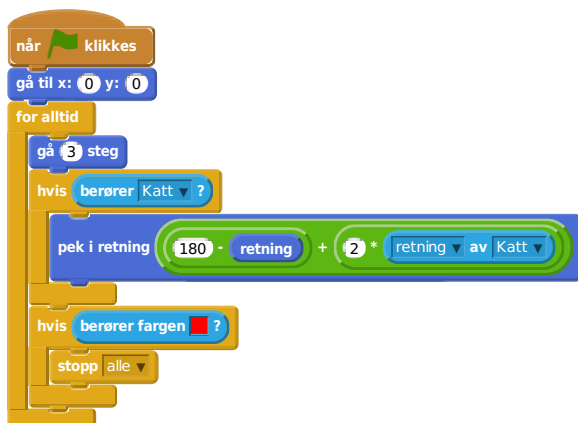 når klikkes
gå til x: 0 y: 0
for alltid
gå 3 steg
hvis berører Katt ?
pek i retning 180 - retning + 2 * retning av Katt
hvis berører fargen ?
stopp alle